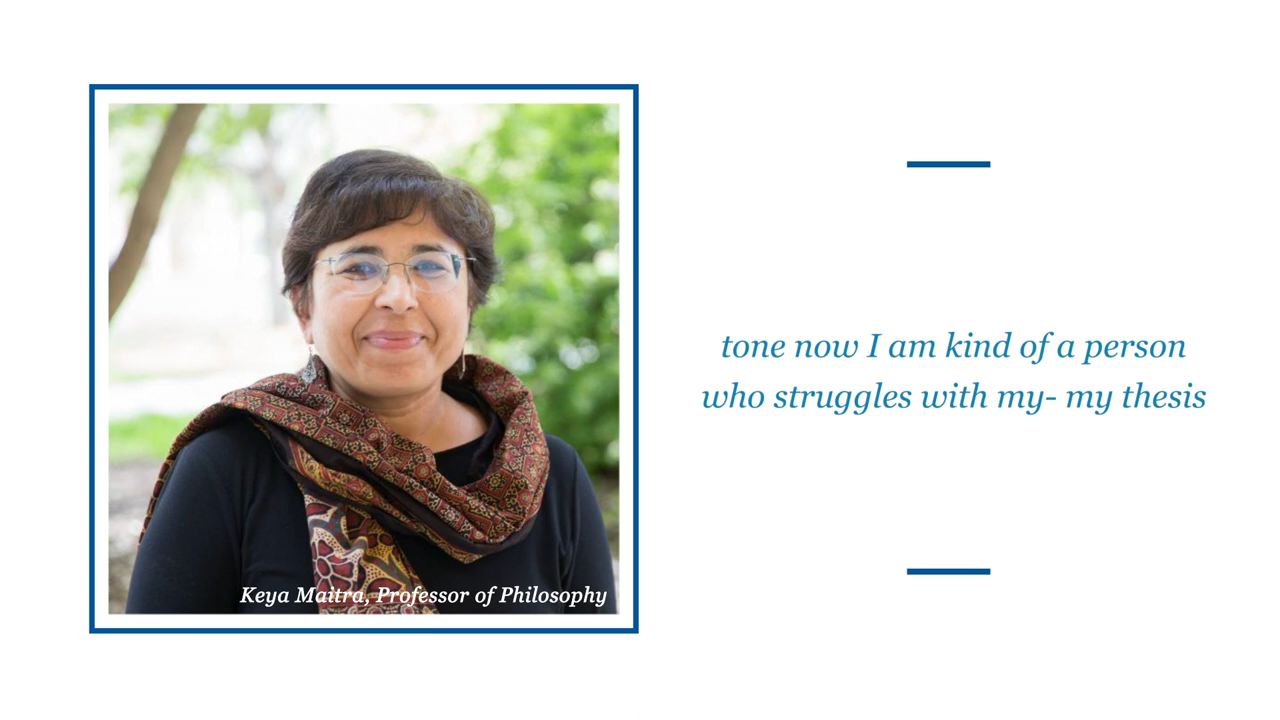 Keya Maitra, Professor of Philosophy
tone now I am kind of a person
who struggles with my- my thesis